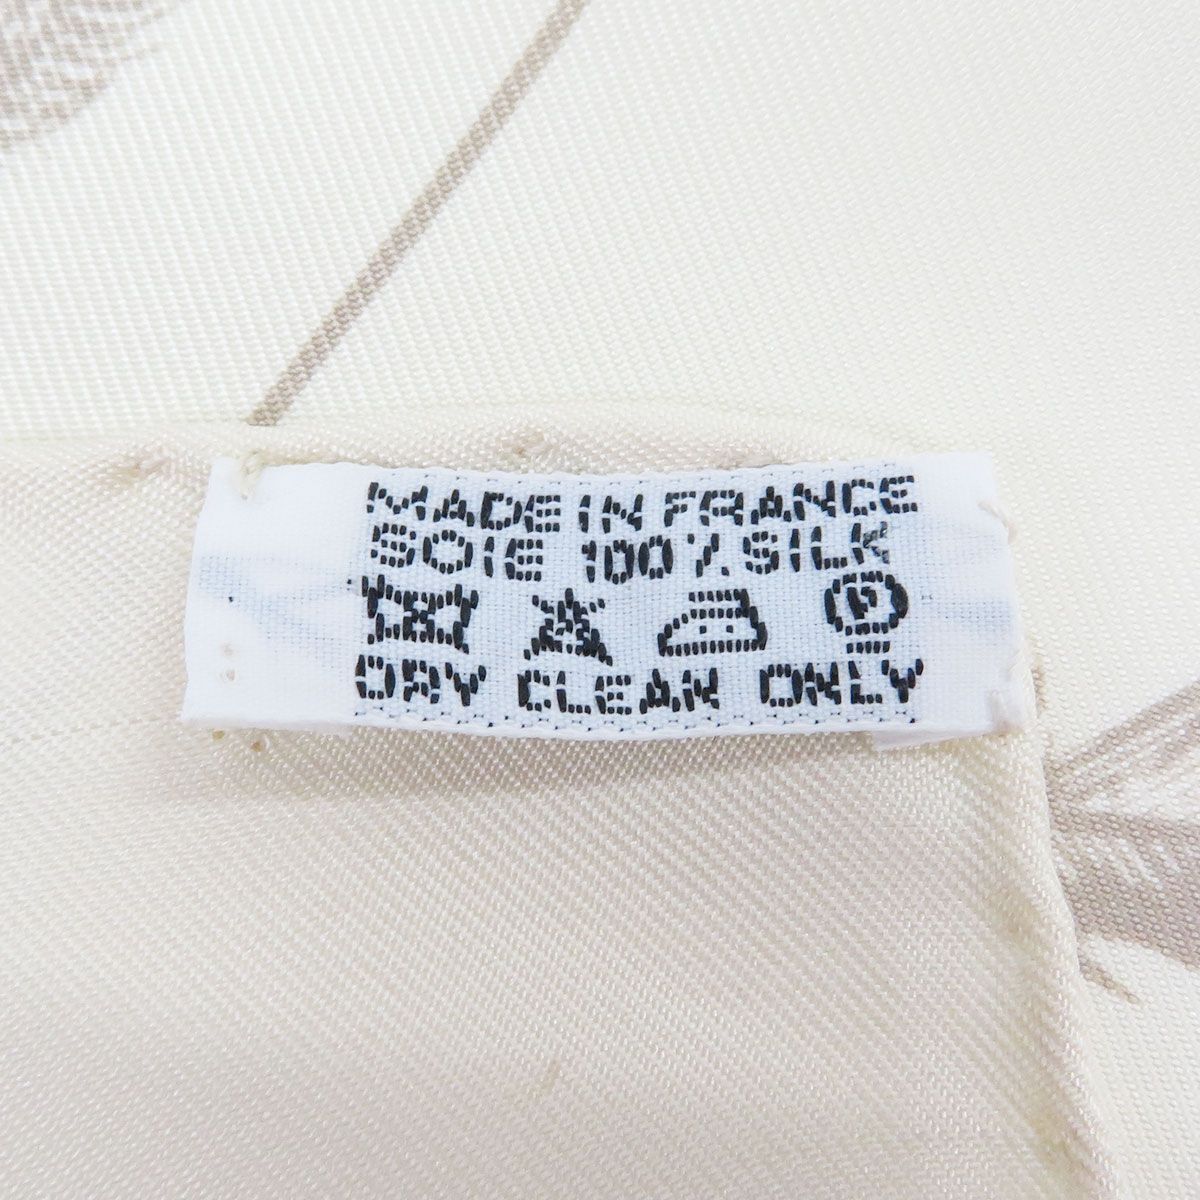 MADE IN FRANCE
SOIE 100% SILK
P
DRY CLEAN ONLY